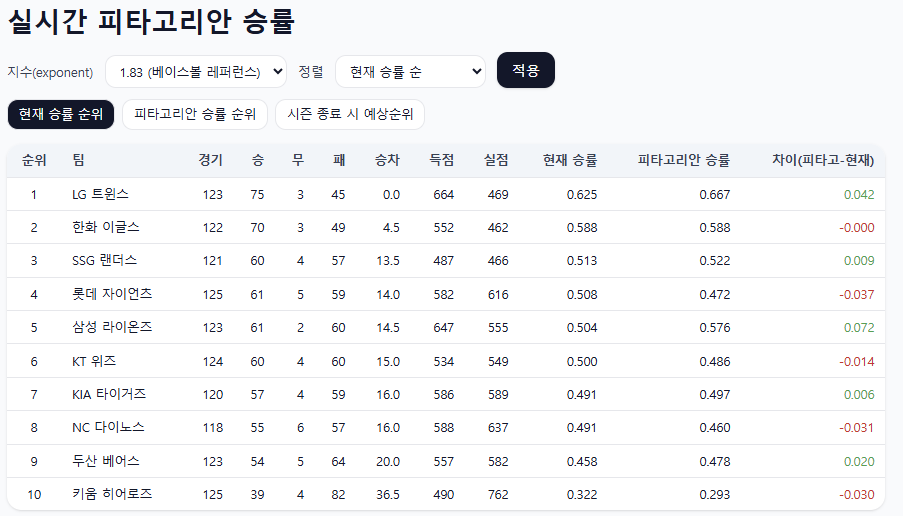 실시간 피타고리안 승률
지수(exponent) 1.83 (베이스볼 레퍼런스) 정렬 현재 승률 순 적용
현재 승률 순위 피타고리안 승률 순위 시즌 종료 시 예상순위
순위 팀 경기 승 무 패 승차 득점 실점 현재 승률 피타고리안 승률 차이(피타고-현재)
1 LG 트윈스 123 75 3 45 0.0 664 469 0.625 0.667 0.042
2 한화 이글스 122 70 3 49 4.5 552 462 0.588 0.588 -0.000
3 SSG 랜더스 121 60 4 57 13.5 487 466 0.513 0.522 0.009
4 롯데 자이언츠 125 61 5 59 14.0 582 616 0.508 0.472 -0.037
5 삼성 라이온즈 123 61 2 60 14.5 647 555 0.504 0.576 0.072
6 KT 위즈 124 60 4 60 15.0 534 549 0.500 0.486 -0.014
7 KIA 타이거즈 120 57 4 59 16.0 586 589 0.491 0.497 0.006
8 NC 다이노스 118 55 6 57 16.0 588 637 0.491 0.460 -0.031
9 두산 베어스 123 54 5 64 20.0 557 582 0.458 0.478 0.020
10 키움 히어로즈 125 39 4 82 36.5 490 762 0.322 0.293 -0.030